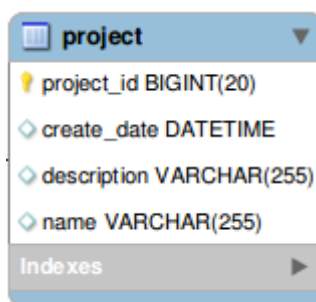 project
project_id BIGINT(20)
create_date DATETIME
description VARCHAR(255)
name VARCHAR(255)
Indexes